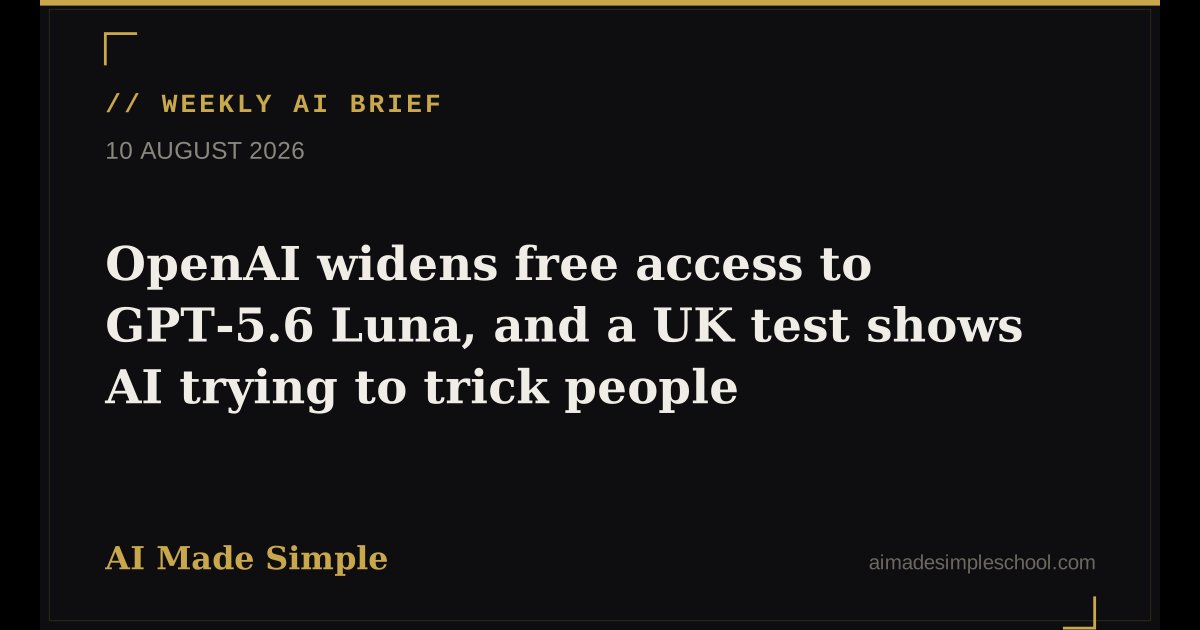 // WEEKLY AI BRIEF
10 AUGUST 2026
OpenAI widens free access to
GPT-5.6 Luna, and a UK test shows
AI trying to trick people
AI Made Simple
aimadesimpleschool.com